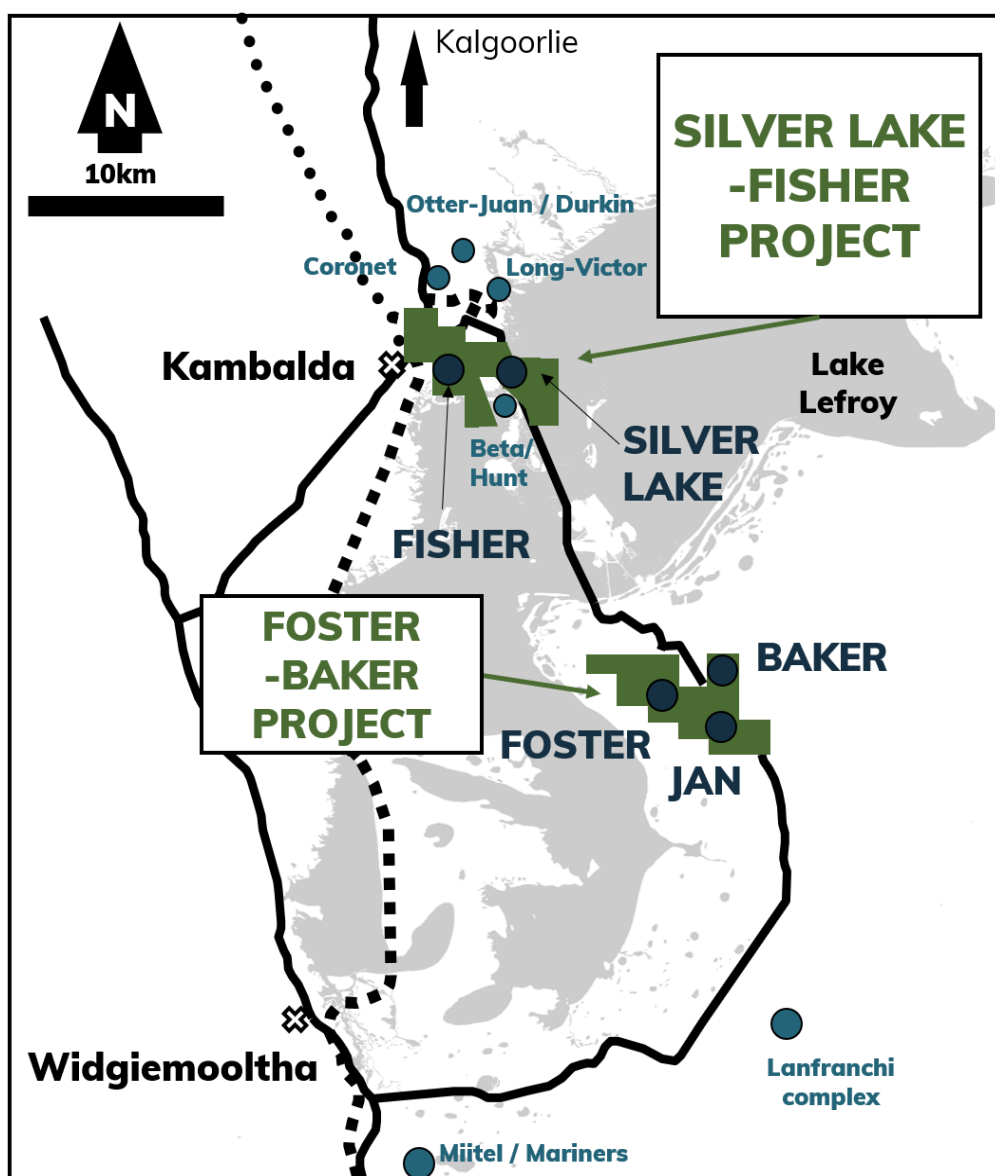 Kalgoorlie
N
10km
SILVER LAKE
-FISHER
PROJECT
Otter-Juan / Durkin
Coronet
Long-Victor
Kambalda
Lake
Lefroy
Beta/
Hunt
SILVER
LAKE
FISHER
FOSTER
-BAKER
PROJECT
BAKER
FOSTER
JAN
Widgiemooltha
Lanfranchi
complex
Miitel / Mariners